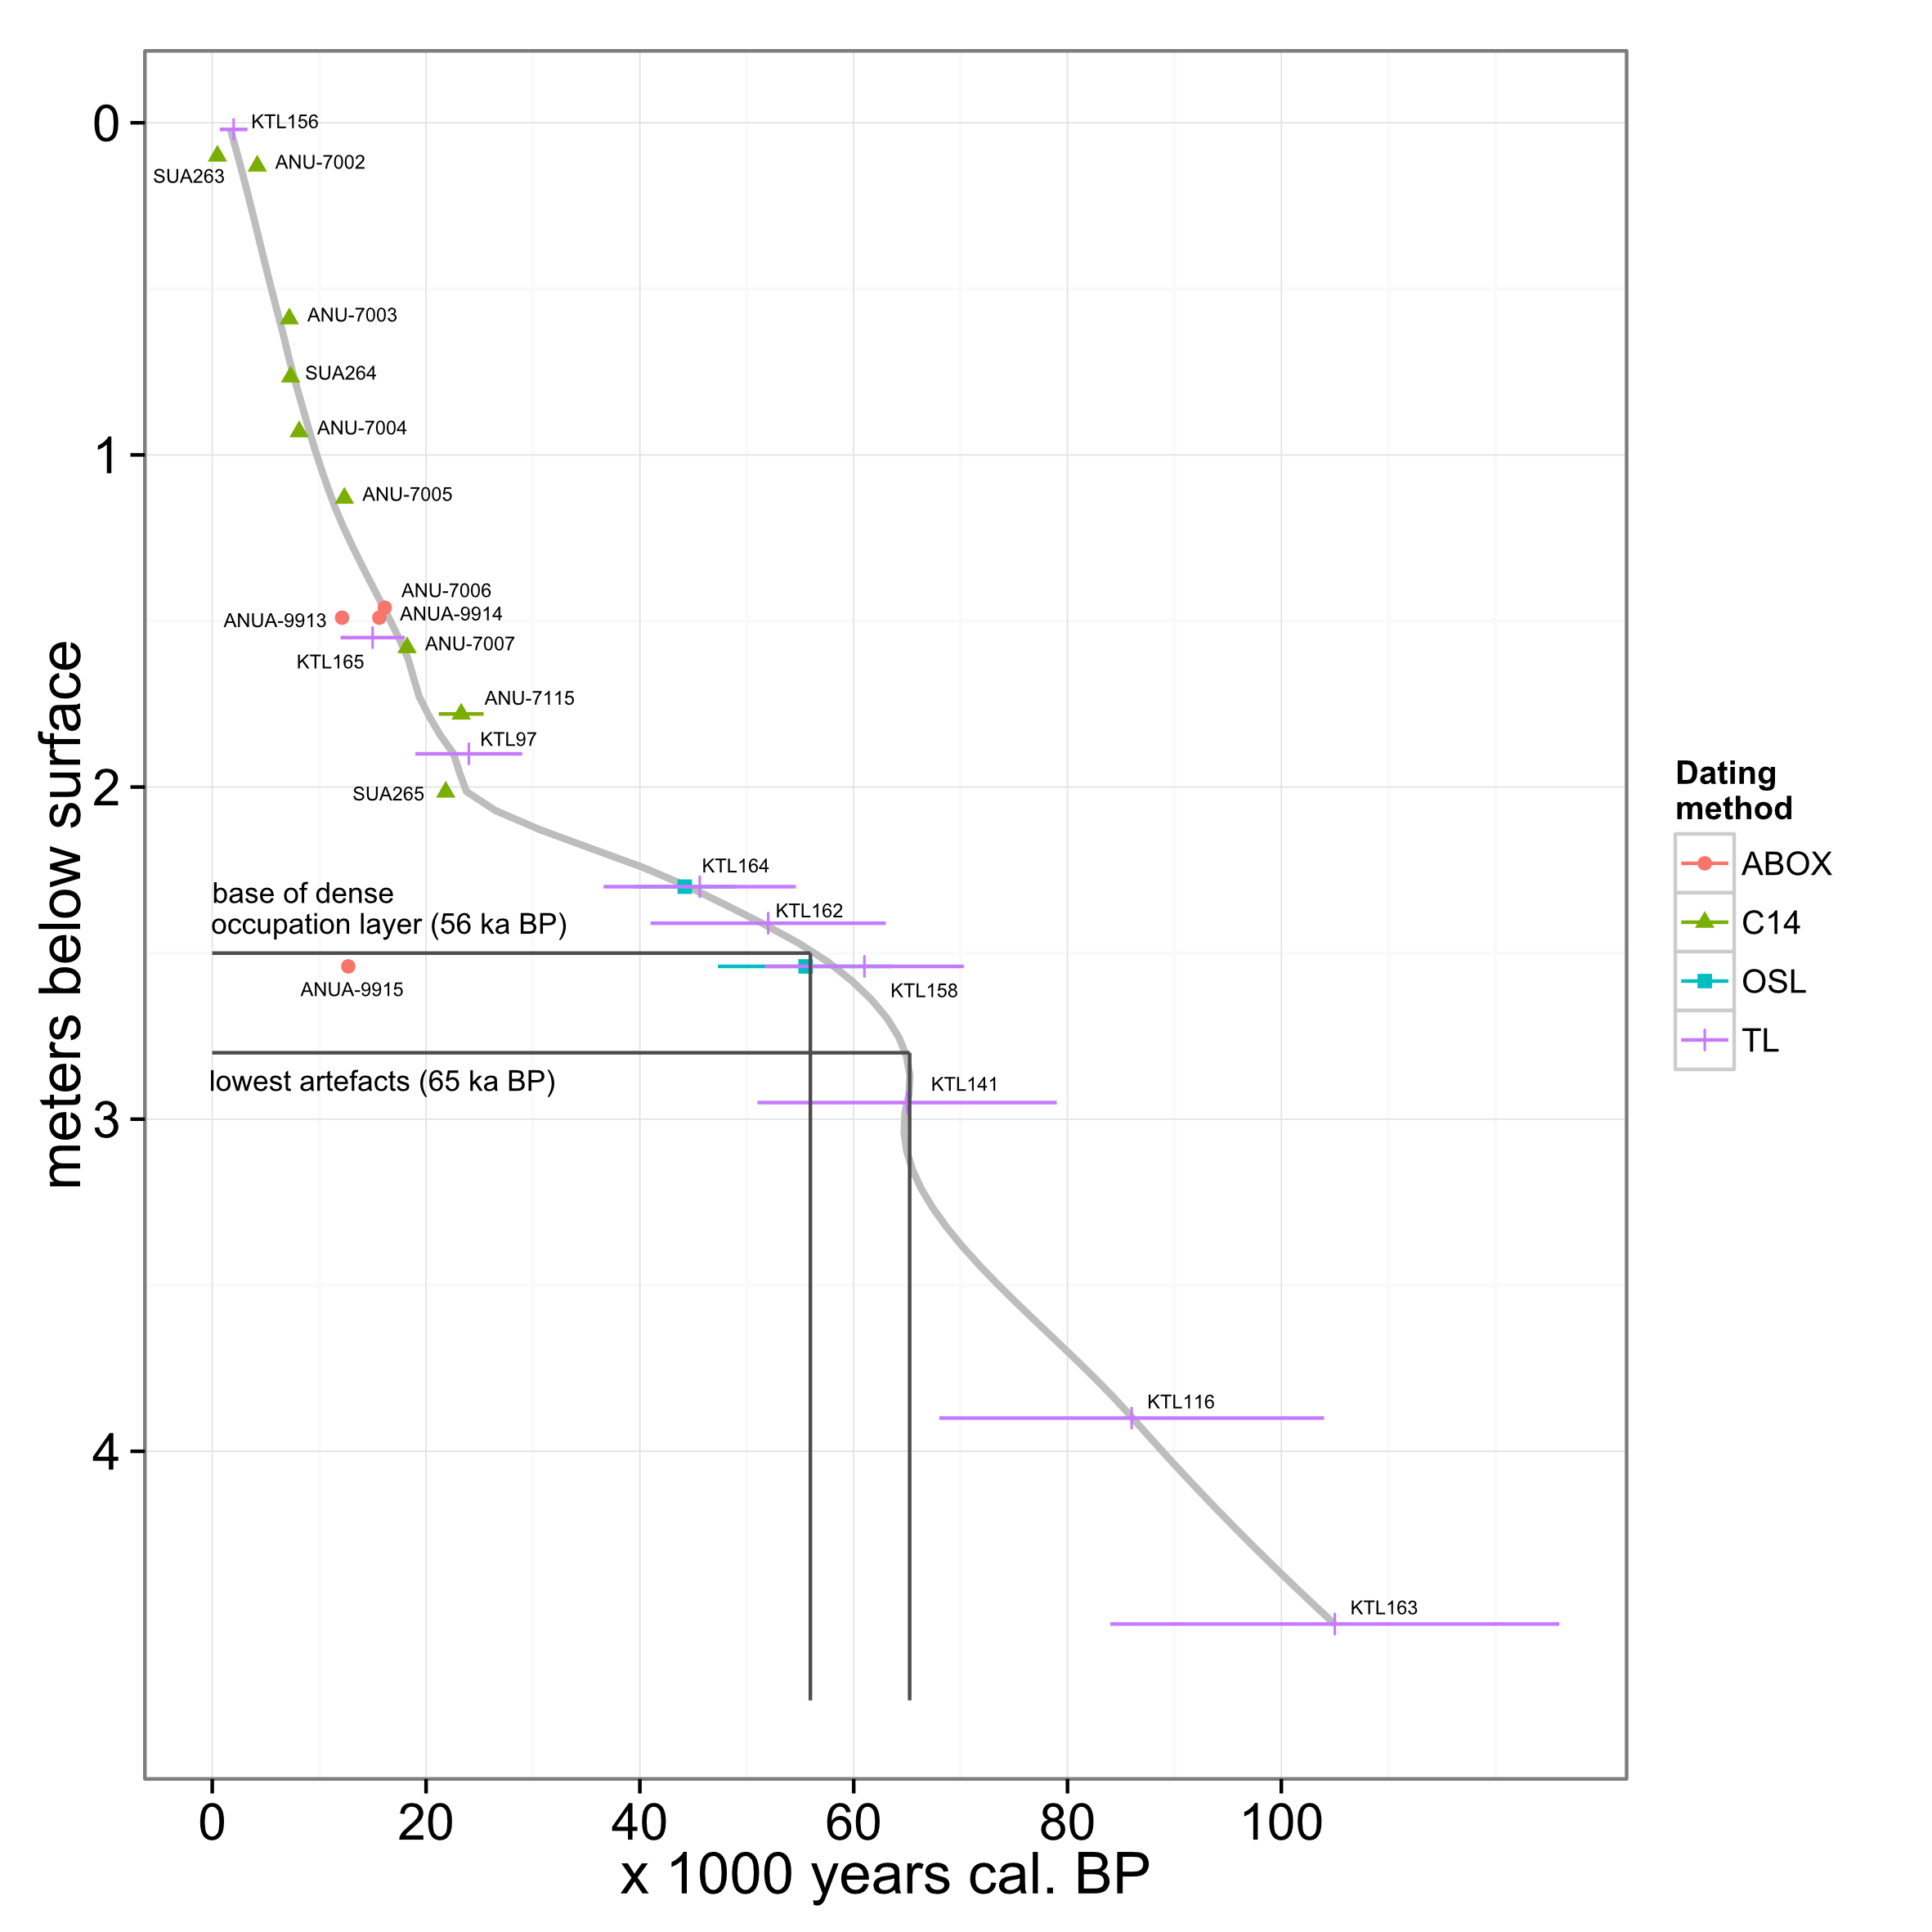 0
KTL156
ANU-7002
SUA263
ANU-7003
SUA264
ANU-7004
1
ANU-7005
ANU-7006
ANUA-9914
ANUA-9913
ANU-7007
KTL165
ANU-7115
KTL97
2
SUA265
KTL164
base of dense
occupation layer (56 ka BP)
KTL162
ANUA-9915
KTL158
lowest artefacts (65 ka BP)
KTL141
3
KTL116
4
KTL163
meters below surface
0 20 40 60 80 100
x 1000 years cal. BP
Dating
method
ABOX
C14
OSL
TL